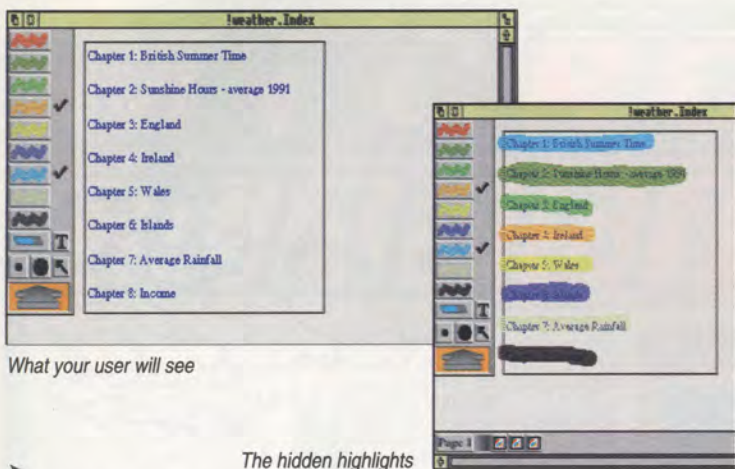 !weather.Index
Chapter 1: British Summer Time
Chapter 2: Sunshine Hours - average 1991
Chapter 3: England
Chapter 4: Ireland
Chapter 5: Wales
Chapter 6: Islands
Chapter 7: Average Rainfall
Chapter 8: Income
T
What your user will see
!weather.Index
Chapter 1: British Summer Time
Chapter 2: Sunshine Hours - average 1991
Chapter 3: England
Chapter 4: Ireland
Chapter 5: Wales
Chapter 6: Islands
Chapter 7: Average Rainfall
T
Page 1
The hidden highlights